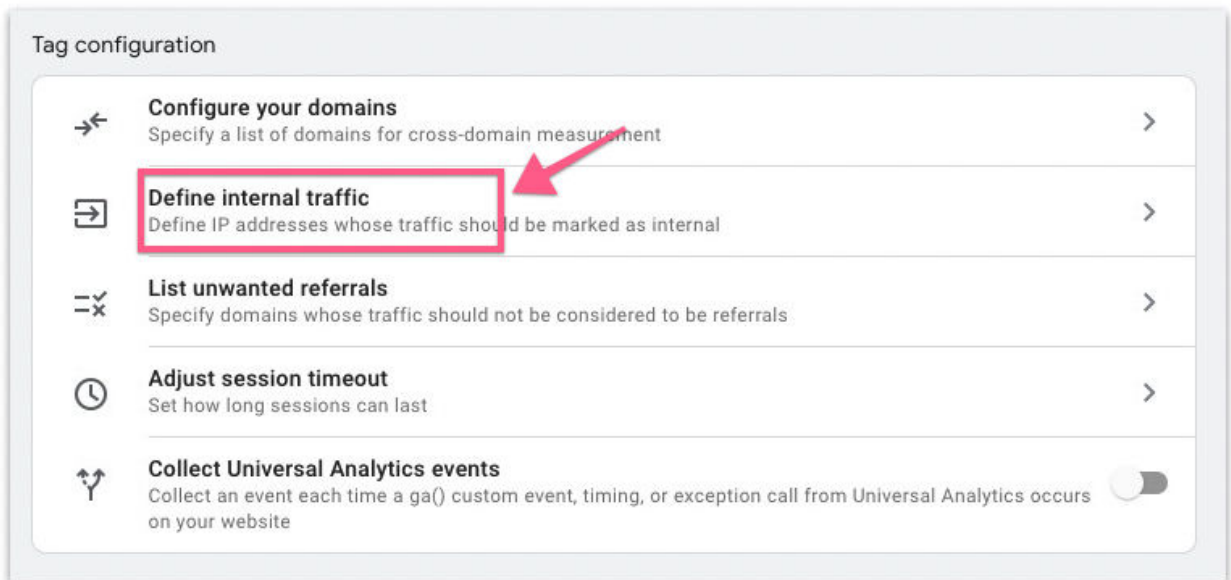 Tag configuration
Configure your domains
Specify a list of domains for cross-domain measurement
Define internal traffic
Define IP addresses whose traffic should be marked as internal
List unwanted referrals
Specify domains whose traffic should not be considered to be referrals
Adjust session timeout
Set how long sessions can last
Collect Universal Analytics events
Collect an event each time a ga() custom event, timing, or exception call from Universal Analytics occurs
on your website